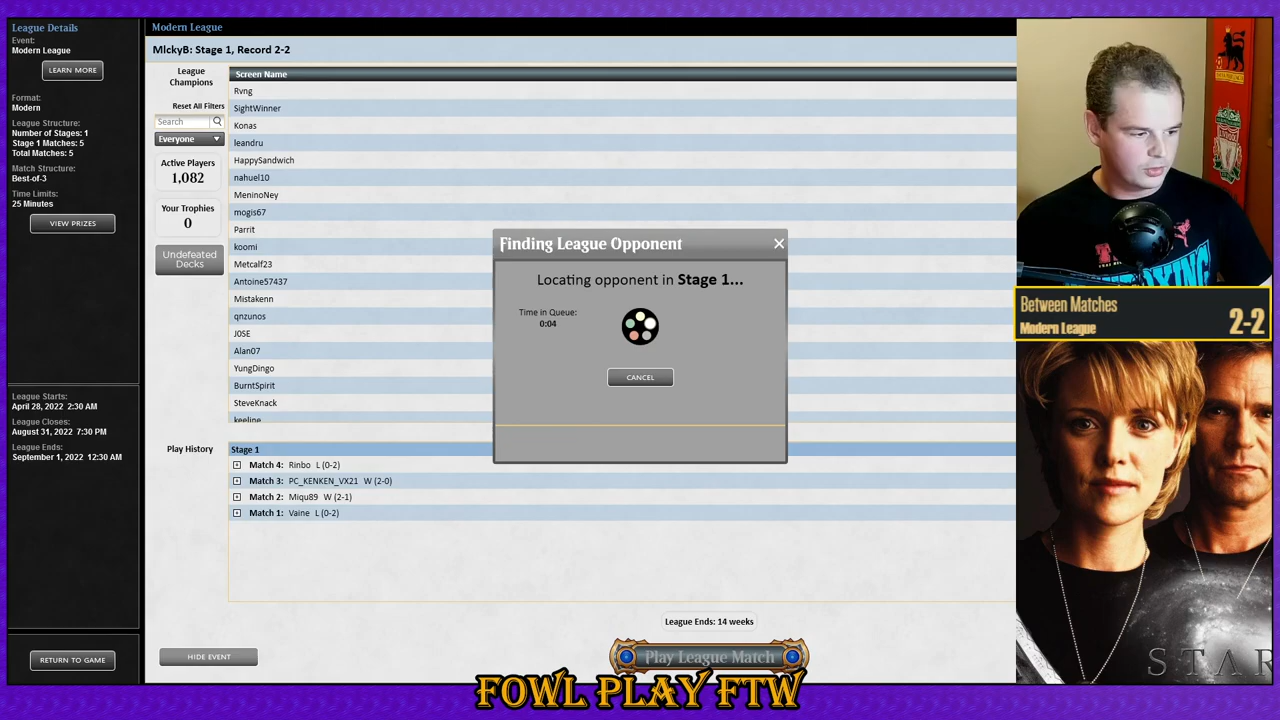 League Details
Event:
Modern League
LEARN MORE
Format:
Modern
League Structure:
Number of Stages: 1
Stage 1 Matches: 5
Total Matches: 5
Match Structure:
Best-of-3
Time Limits:
25 Minutes
VIEW PRIZES
League Starts:
April 28, 2022 2:30 AM
League Closes:
August 31, 2022 7:30 PM
League Ends:
September 1, 2022 12:30 AM
RETURN TO GAME
Modern League
MlckyB: Stage 1, Record 2-2
League
Champions
Reset All Filters
Search
Everyone
Active Players
1,082
Your Trophies
0
Undefeated
Decks
Screen Name
Rvng
SightWinner
Konas
leandru
HappySandwich
nahuel10
MeninoNey
mogis67
Parrit
koomi
Metcalf23
Antoine57437
Mistakenn
qnzunos
J0SE
Alan07
YungDingo
BurntSpirit
SteveKnack
keeline
Finding League Opponent
Locating opponent in Stage 1...
Time in Queue:
0:04
CANCEL
Play History
Stage 1
Match 4: Rinbo L (0-2)
Match 3: PC_KENKEN_VX21 W (2-0)
Match 2: Miqu89 W (2-1)
Match 1: Vaine L (0-2)
League Ends: 14 weeks
HIDE EVENT
Play League Match
Between Matches
Modern League
2-2
STAR
FOWL PLAY FTW